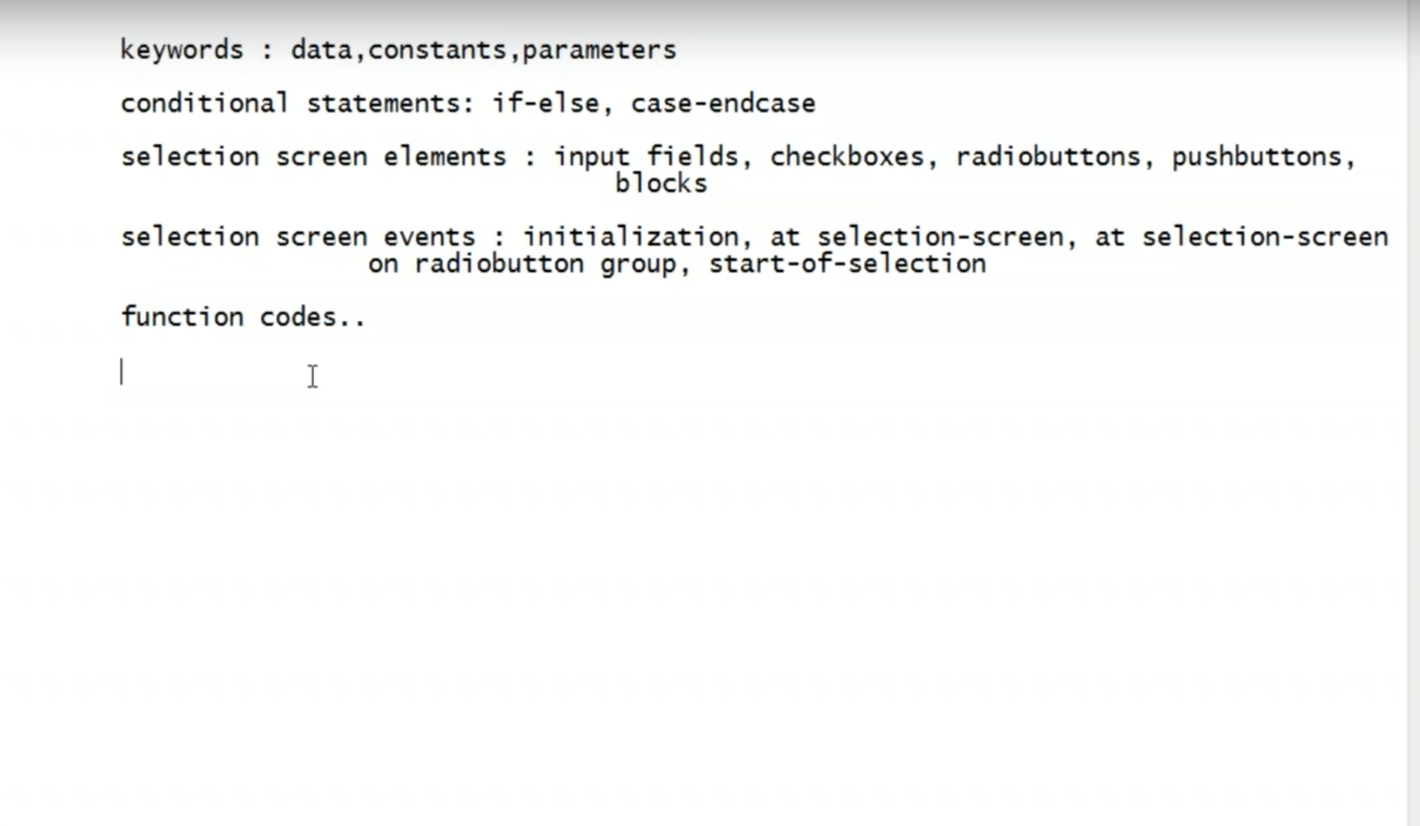 keywords : data,constants,parameters
conditional statements: if-else, case-endcase
selection screen elements : input fields, checkboxes, radiobuttons, pushbuttons,
blocks
selection screen events : initialization, at selection-screen, at selection-screen
on radiobutton group, start-of-selection
function codes..